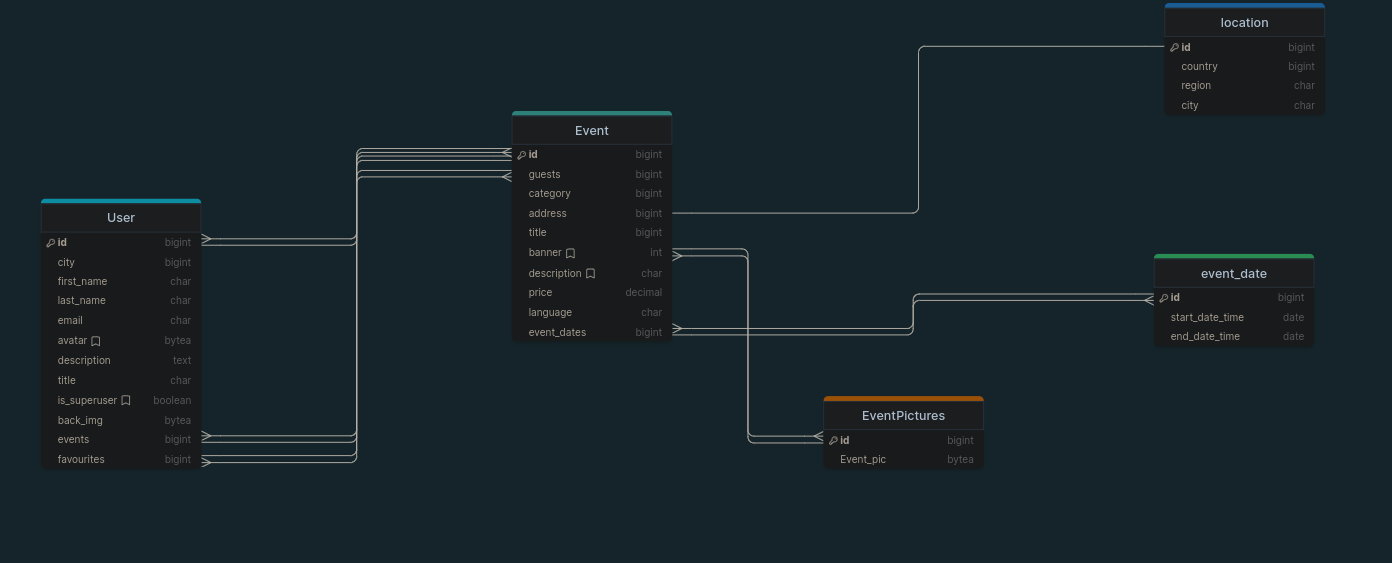 location
id bigint
country bigint
region char
city char
Event
id bigint
guests bigint
category bigint
address bigint
title bigint
banner int
description char
price decimal
language char
event_dates bigint
User
id bigint
city bigint
first_name char
last_name char
email char
avatar bytea
description text
title char
is_superuser boolean
back_img bytea
events bigint
favourites bigint
event_date
id bigint
start_date_time date
end_date_time date
EventPictures
id bigint
Event_pic bytea